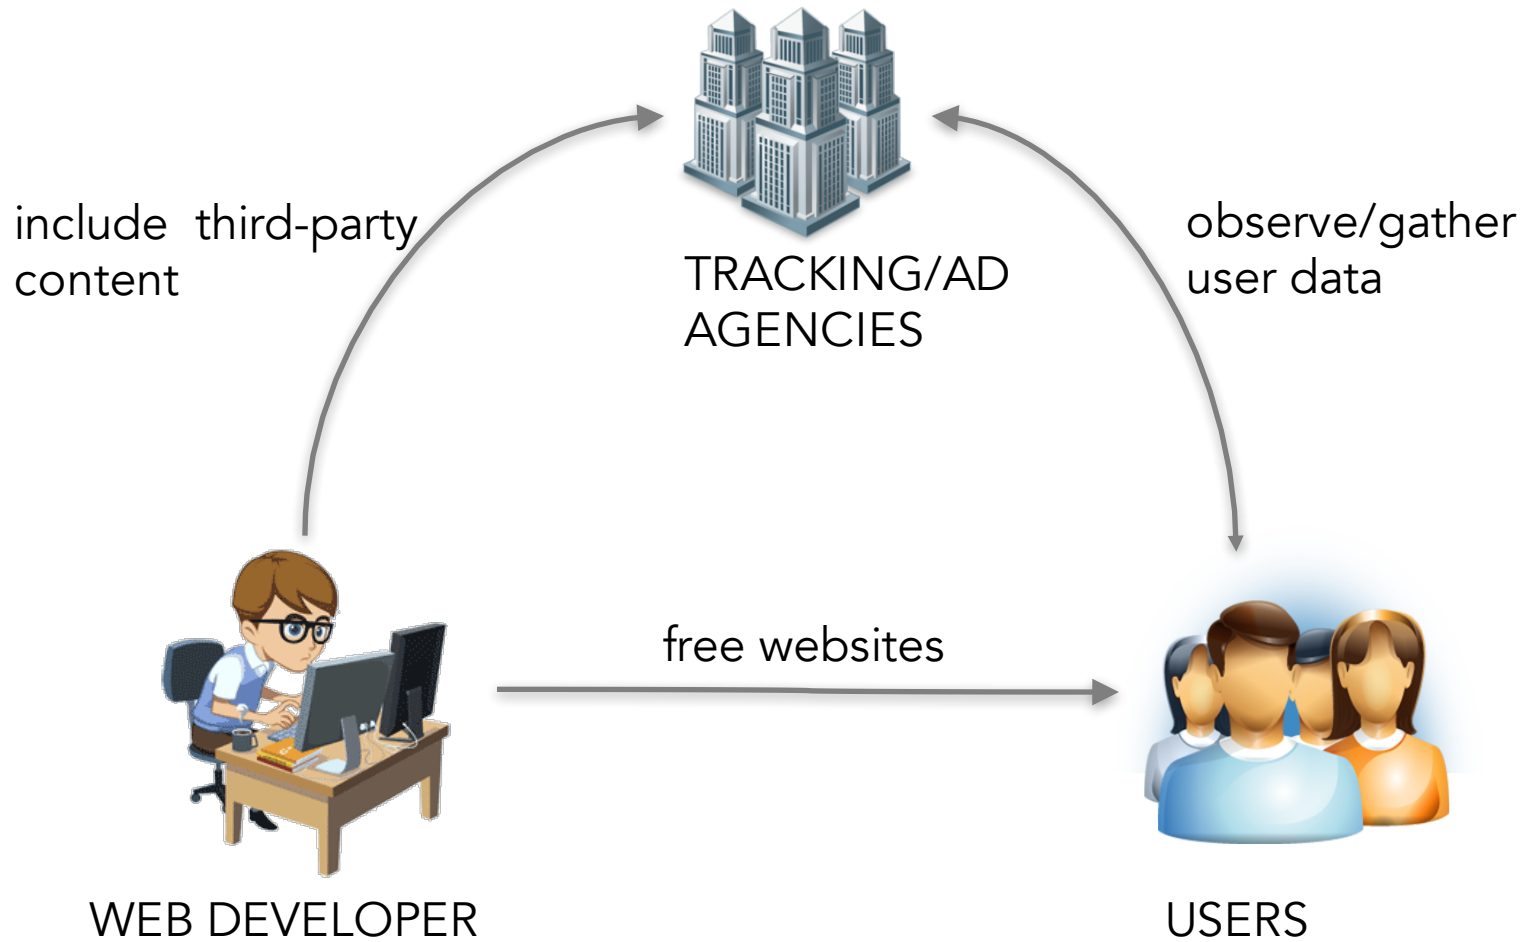 include third-party
content
TRACKING/AD
AGENCIES
observe/gather
user data
free websites
WEB DEVELOPER
USERS